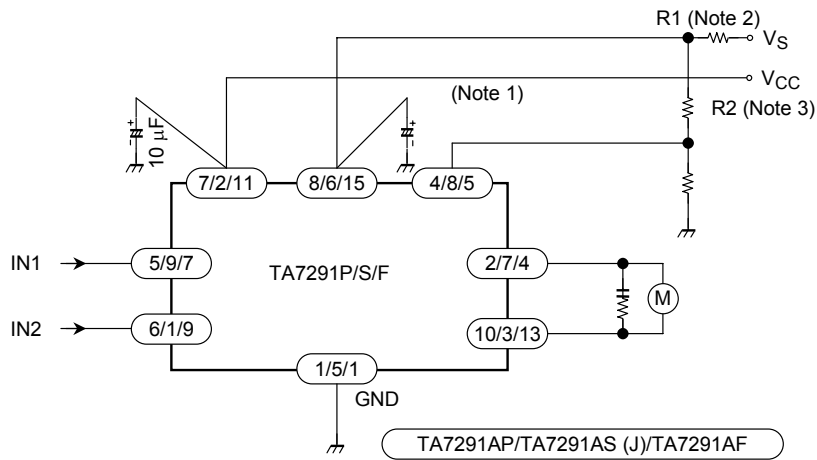 R1 (Note 2)
VS
VCC
(Note 1)
R2 (Note 3)
- +
10 μF
- +
7/2/11
8/6/15
4/8/5
IN1
5/9/7
TA7291P/S/F
2/7/4
M
IN2
6/1/9
10/3/13
1/5/1
GND
TA7291AP/TA7291AS (J)/TA7291AF